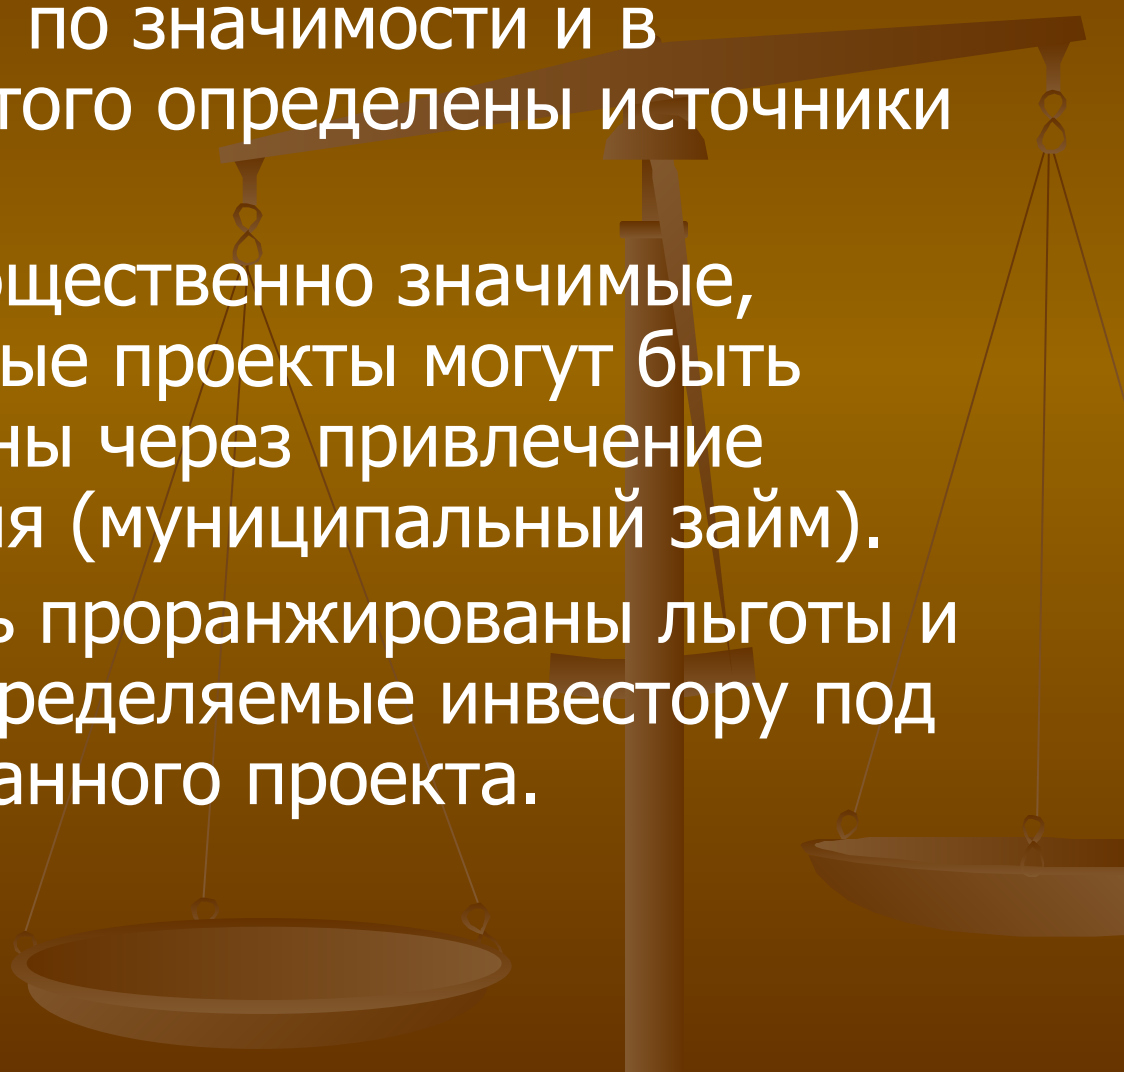 по значимости и в
того определены источники
бщественно значимые,
ые проекты могут быть
ны через привлечение
ия (муниципальный займ).
ь проранжированы льготы и
ределяемые инвестору под
анного проекта.